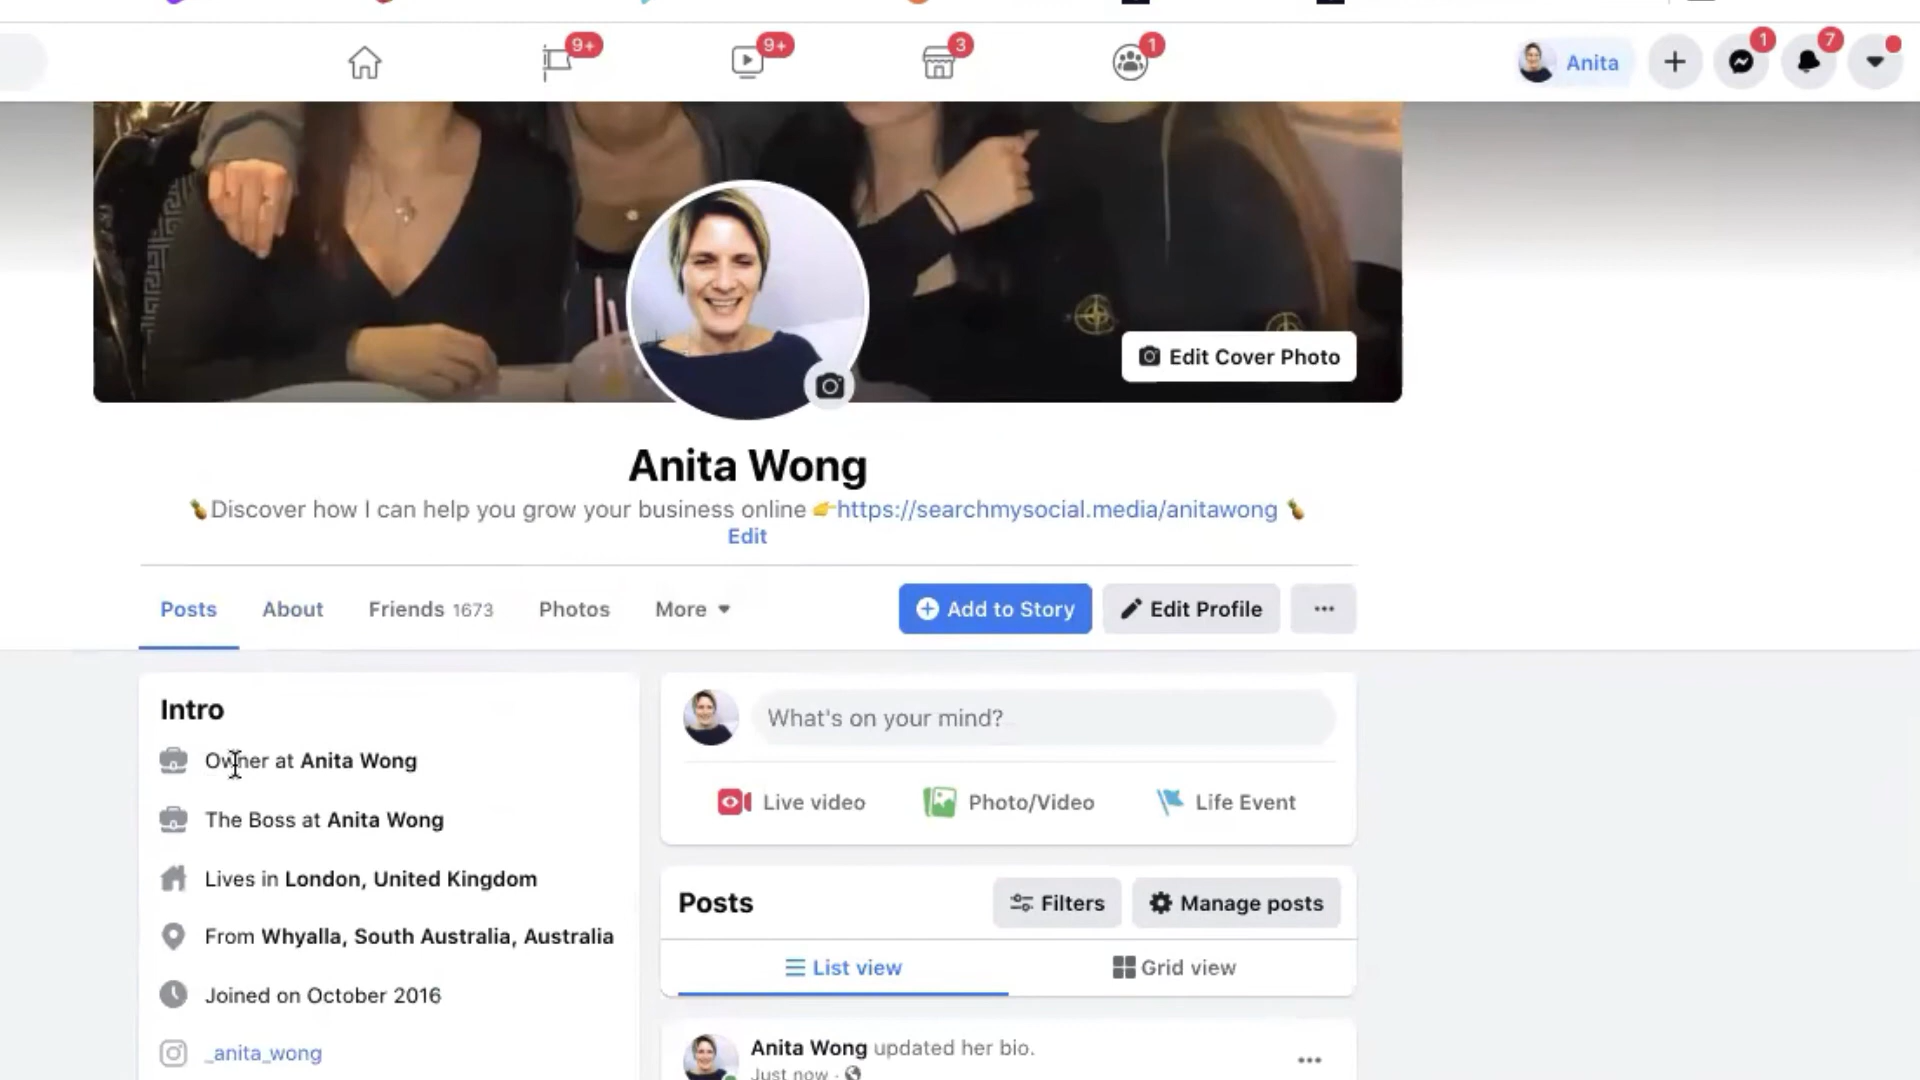 9+
9+
3
1
Anita
1
7
Edit Cover Photo
Anita Wong
🍍Discover how I can help you grow your business online 👉https://searchmysocial.media/anitawong 🍍
Edit
Posts
About
Friends 1673
Photos
More
Add to Story
Edit Profile
Intro
Owner at Anita Wong
The Boss at Anita Wong
Lives in London, United Kingdom
From Whyalla, South Australia, Australia
Joined on October 2016
_anita_wong
What's on your mind?
Live video
Photo/Video
Life Event
Posts
Filters
Manage posts
List view
Grid view
Anita Wong updated her bio.
Just now ·